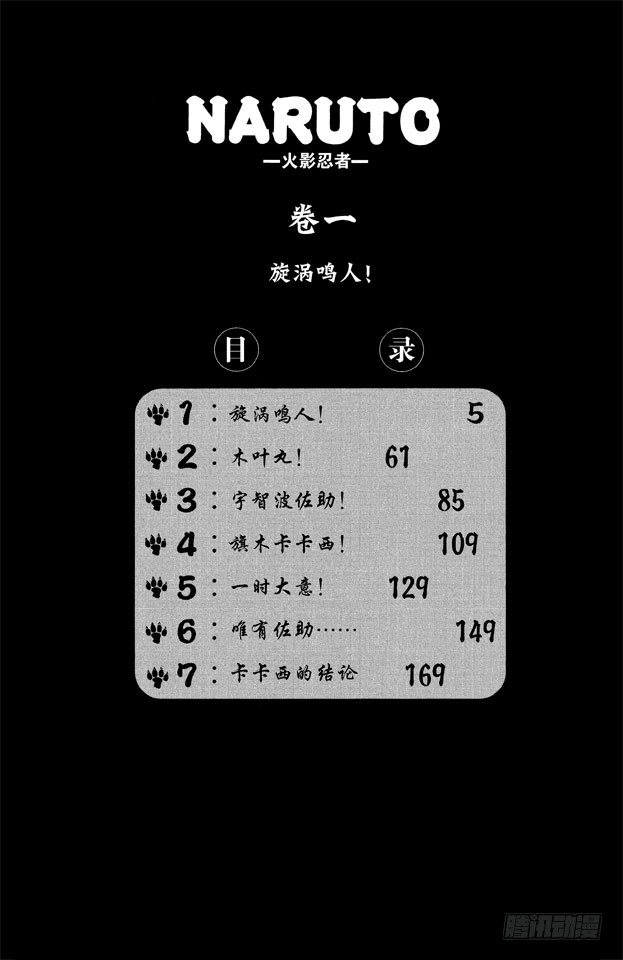 NARUTO
—火影忍者—
卷一
旋涡鸣人!
目 录
1:旋涡鸣人! 5
2:木叶丸! 61
3:宇智波佐助! 85
4:旗木卡卡西! 109
5:一时大意! 129
6:唯有佐助…… 149
7:卡卡西的结论 169
腾讯动漫